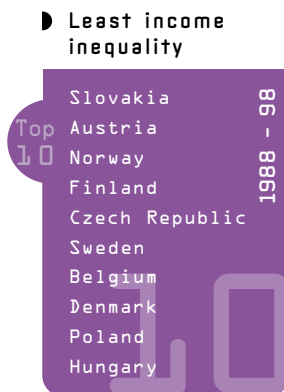 Least income
inequality
Top
10
Slovakia
Austria
Norway
Finland
Czech Republic
Sweden
Belgium
Denmark
Poland
Hungary
1988 - 98
10